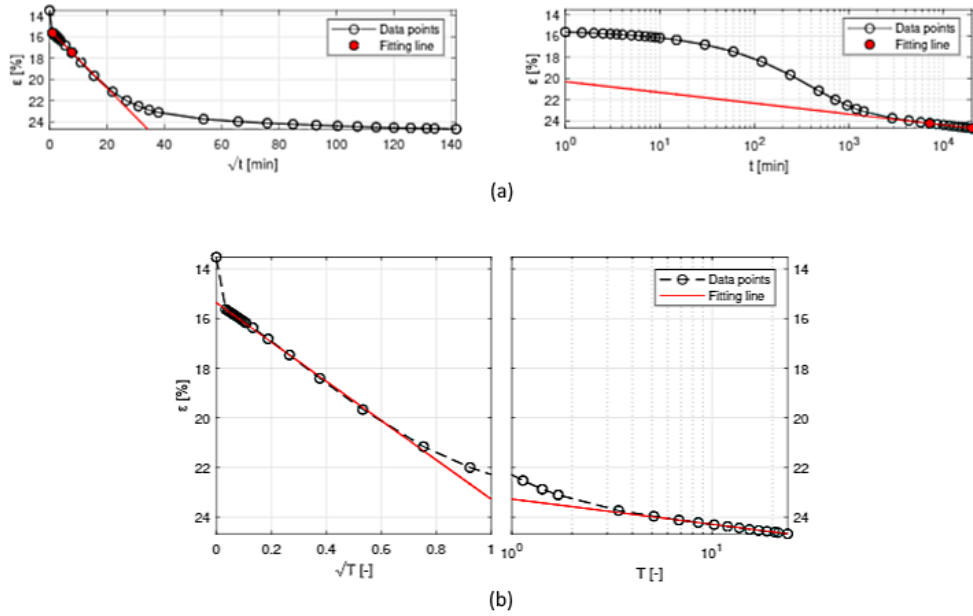 14
16
18
20
22
24
ε [%]
0 20 40 60 80 100 120 140
√t [min]
Data points
Fitting line
14
16
18
20
22
24
ε [%]
10⁰ 10¹ 10² 10³ 10⁴
t [min]
Data points
Fitting line
(a)
14
16
18
20
22
24
ε [%]
0 0.2 0.4 0.6 0.8 1
√T [-]
Data points
Fitting line
14
16
18
20
22
24
10⁰ 10¹
T [-]
(b)